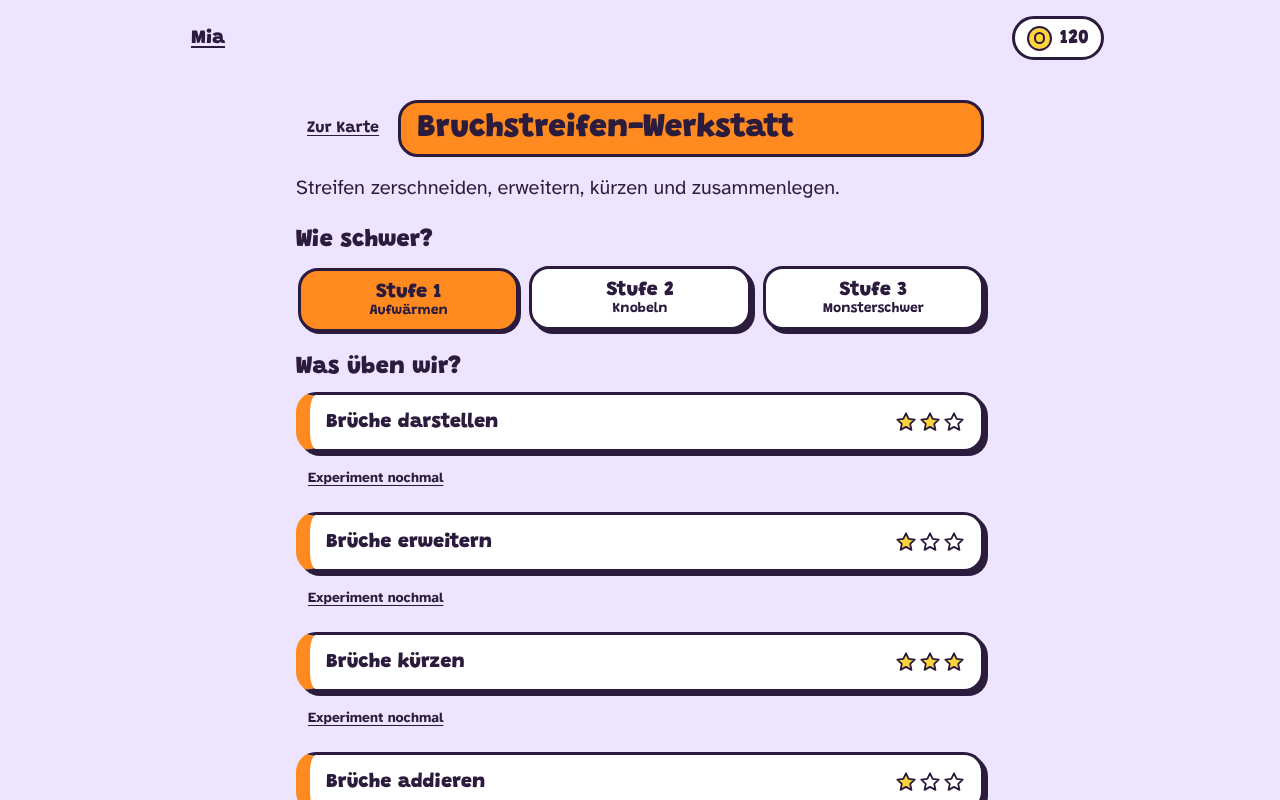 Mia
120
Zur Karte
Bruchstreifen-Werkstatt
Streifen zerschneiden, erweitern, kürzen und zusammenlegen.
Wie schwer?
Stufe 1
Aufwärmen
Stufe 2
Knobeln
Stufe 3
Monsterschwer
Was üben wir?
Brüche darstellen
Experiment nochmal
Brüche erweitern
Experiment nochmal
Brüche kürzen
Experiment nochmal
Brüche addieren